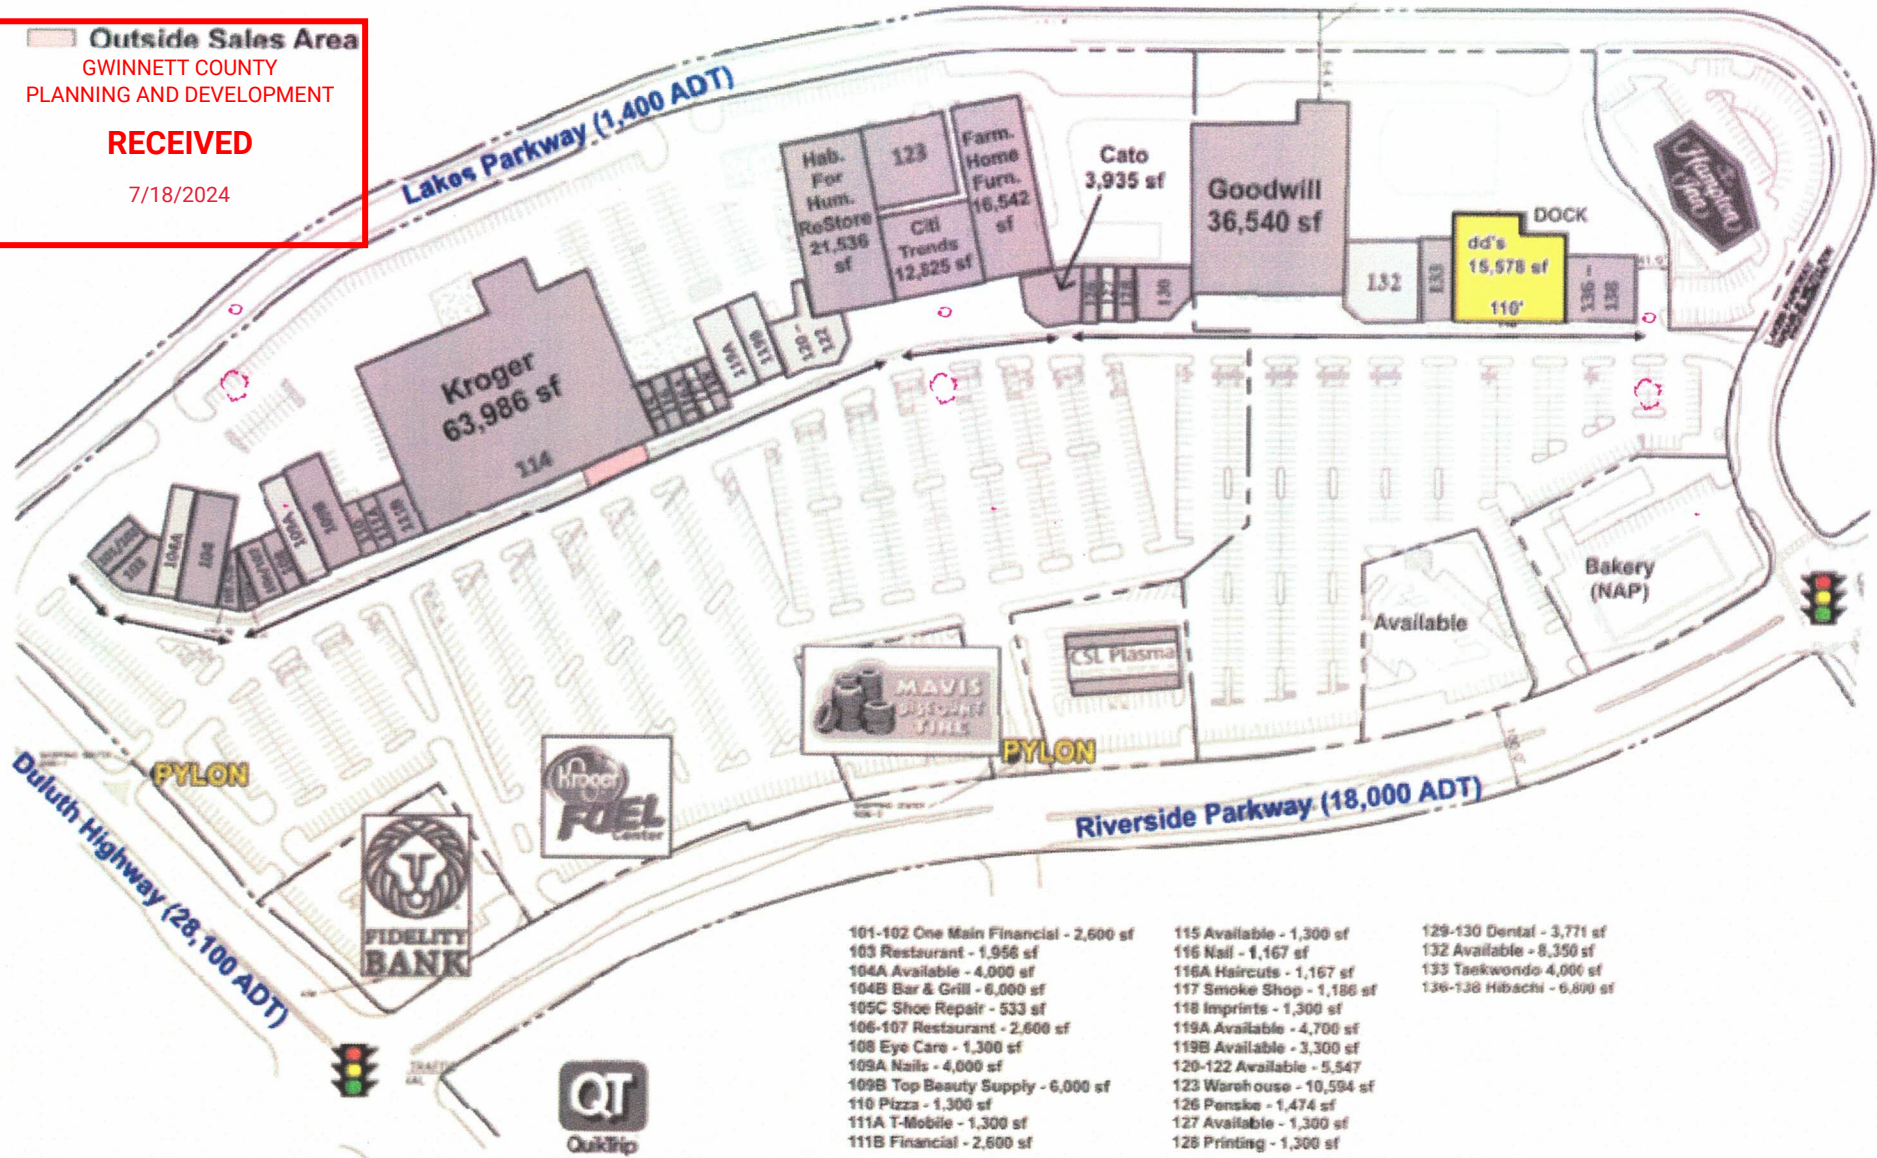 Outside Sales Area
GWINNETT COUNTY
PLANNING AND DEVELOPMENT
RECEIVED
7/18/2024
Lakes Parkway (1,400 ADT)
Hab.
For
Hum.
ReStore
21,536
sf
123
Citi
Trends
12,825 sf
Farm.
Home
Furn.
16,542
sf
Cato
3,935 sf
Goodwill
36,540 sf
DOCK
dd's
15,578 sf
110'
132
133
136-
138
126
127
128
130
Hampton
Inn
Kroger
63,986 sf
114
119A
119B
120-
122
103
104A
104
108
109A
109B
110
111A
111B
Bakery
(NAP)
Available
CSL Plasma
MAVIS
DISCOUNT
TIRE
PYLON
PYLON
Kroger
FUEL
Center
FIDELITY
BANK
Duluth Highway (28,100 ADT)
Riverside Parkway (18,000 ADT)
QT
QuikTrip
101-102 One Main Financial - 2,600 sf
103 Restaurant - 1,956 sf
104A Available - 4,000 sf
104B Bar & Grill - 6,000 sf
105C Shoe Repair - 533 sf
106-107 Restaurant - 2,600 sf
108 Eye Care - 1,300 sf
109A Nails - 4,000 sf
109B Top Beauty Supply - 6,000 sf
110 Pizza - 1,300 sf
111A T-Mobile - 1,300 sf
111B Financial - 2,600 sf
115 Available - 1,300 sf
116 Nail - 1,167 sf
116A Haircuts - 1,167 sf
117 Smoke Shop - 1,186 sf
118 Imprints - 1,300 sf
119A Available - 4,700 sf
119B Available - 3,300 sf
120-122 Available - 5,547
123 Warehouse - 10,594 sf
126 Penske - 1,474 sf
127 Available - 1,300 sf
128 Printing - 1,300 sf
129-130 Dental - 3,771 sf
132 Available - 8,350 sf
133 Taekwondo 4,000 sf
136-138 Hibachi - 6,800 sf